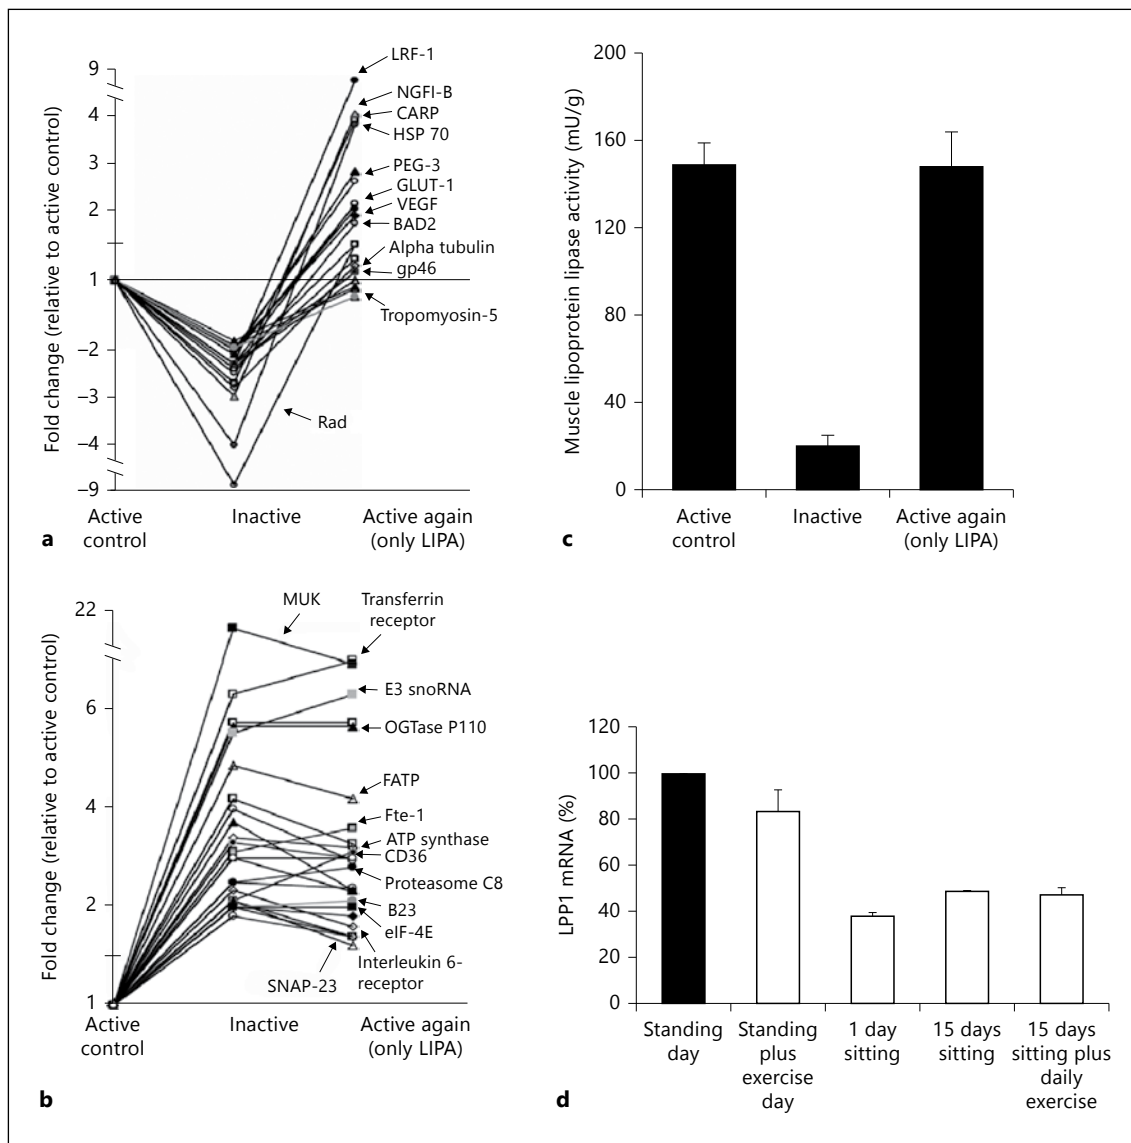 Fold change (relative to active control)
9
4
3
2
1
–2
–3
–4
–9
LRF-1
NGFI-B
CARP
HSP 70
PEG-3
GLUT-1
VEGF
BAD2
Alpha tubulin
gp46
Tropomyosin-5
Rad
Active
control
Inactive
Active again
(only LIPA)
a
Muscle lipoprotein lipase activity (mU/g)
200
160
120
80
40
0
Active
control
Inactive
Active again
(only LIPA)
c
Fold change (relative to active control)
22
6
4
2
1
MUK
Transferrin
receptor
E3 snoRNA
OGTase P110
FATP
Fte-1
ATP synthase
CD36
Proteasome C8
B23
eIF-4E
Interleukin 6-
receptor
SNAP-23
Active
control
Inactive
Active again
(only LIPA)
b
LPP1 mRNA (%)
120
100
80
60
40
20
0
Standing
day
Standing
plus
exercise
day
1 day
sitting
15 days
sitting
15 days
sitting plus
daily
exercise
d